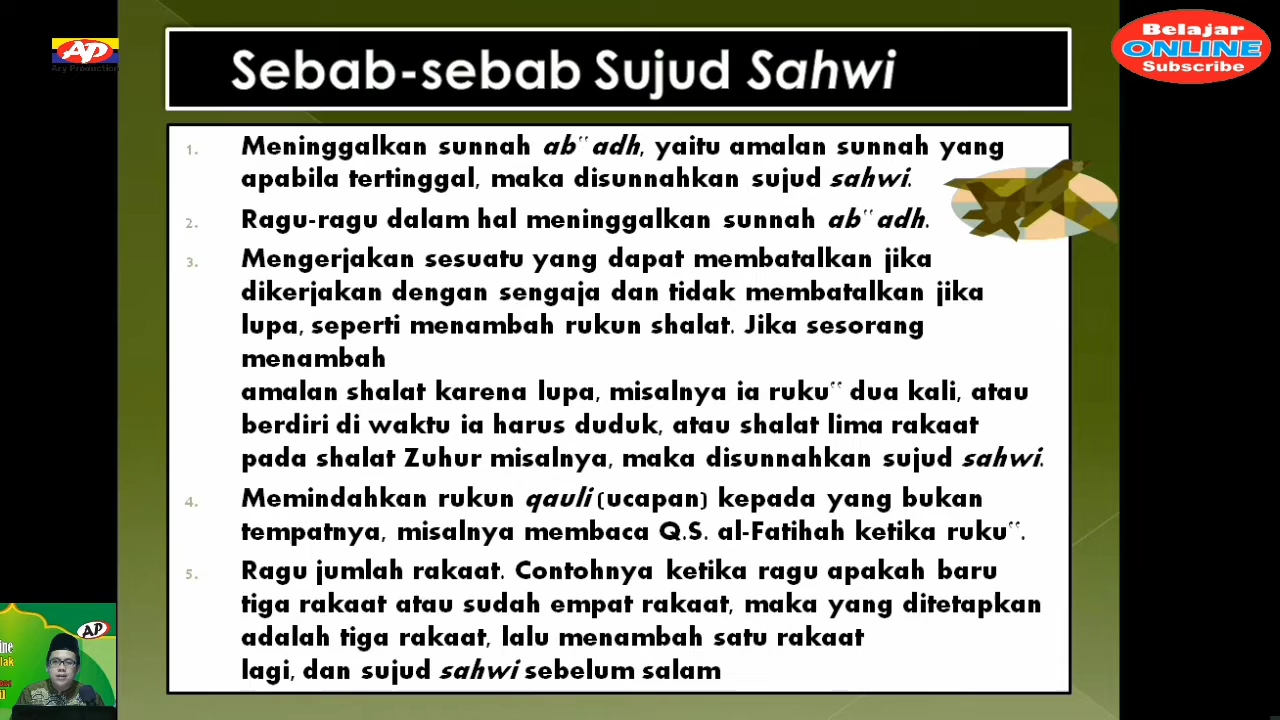 AP
Ary Production
Belajar
ONLINE
Subscribe
Sebab-sebab Sujud Sahwi
1. Meninggalkan sunnah ab‟adh, yaitu amalan sunnah yang
apabila tertinggal, maka disunnahkan sujud sahwi.
2. Ragu-ragu dalam hal meninggalkan sunnah ab‟adh.
3. Mengerjakan sesuatu yang dapat membatalkan jika
dikerjakan dengan sengaja dan tidak membatalkan jika
lupa, seperti menambah rukun shalat. Jika sesorang
menambah
amalan shalat karena lupa, misalnya ia ruku‟ dua kali, atau
berdiri di waktu ia harus duduk, atau shalat lima rakaat
pada shalat Zuhur misalnya, maka disunnahkan sujud sahwi.
4. Memindahkan rukun qauli (ucapan) kepada yang bukan
tempatnya, misalnya membaca Q.S. al-Fatihah ketika ruku‟.
5. Ragu jumlah rakaat. Contohnya ketika ragu apakah baru
tiga rakaat atau sudah empat rakaat, maka yang ditetapkan
adalah tiga rakaat, lalu menambah satu rakaat
lagi, dan sujud sahwi sebelum salam
AP